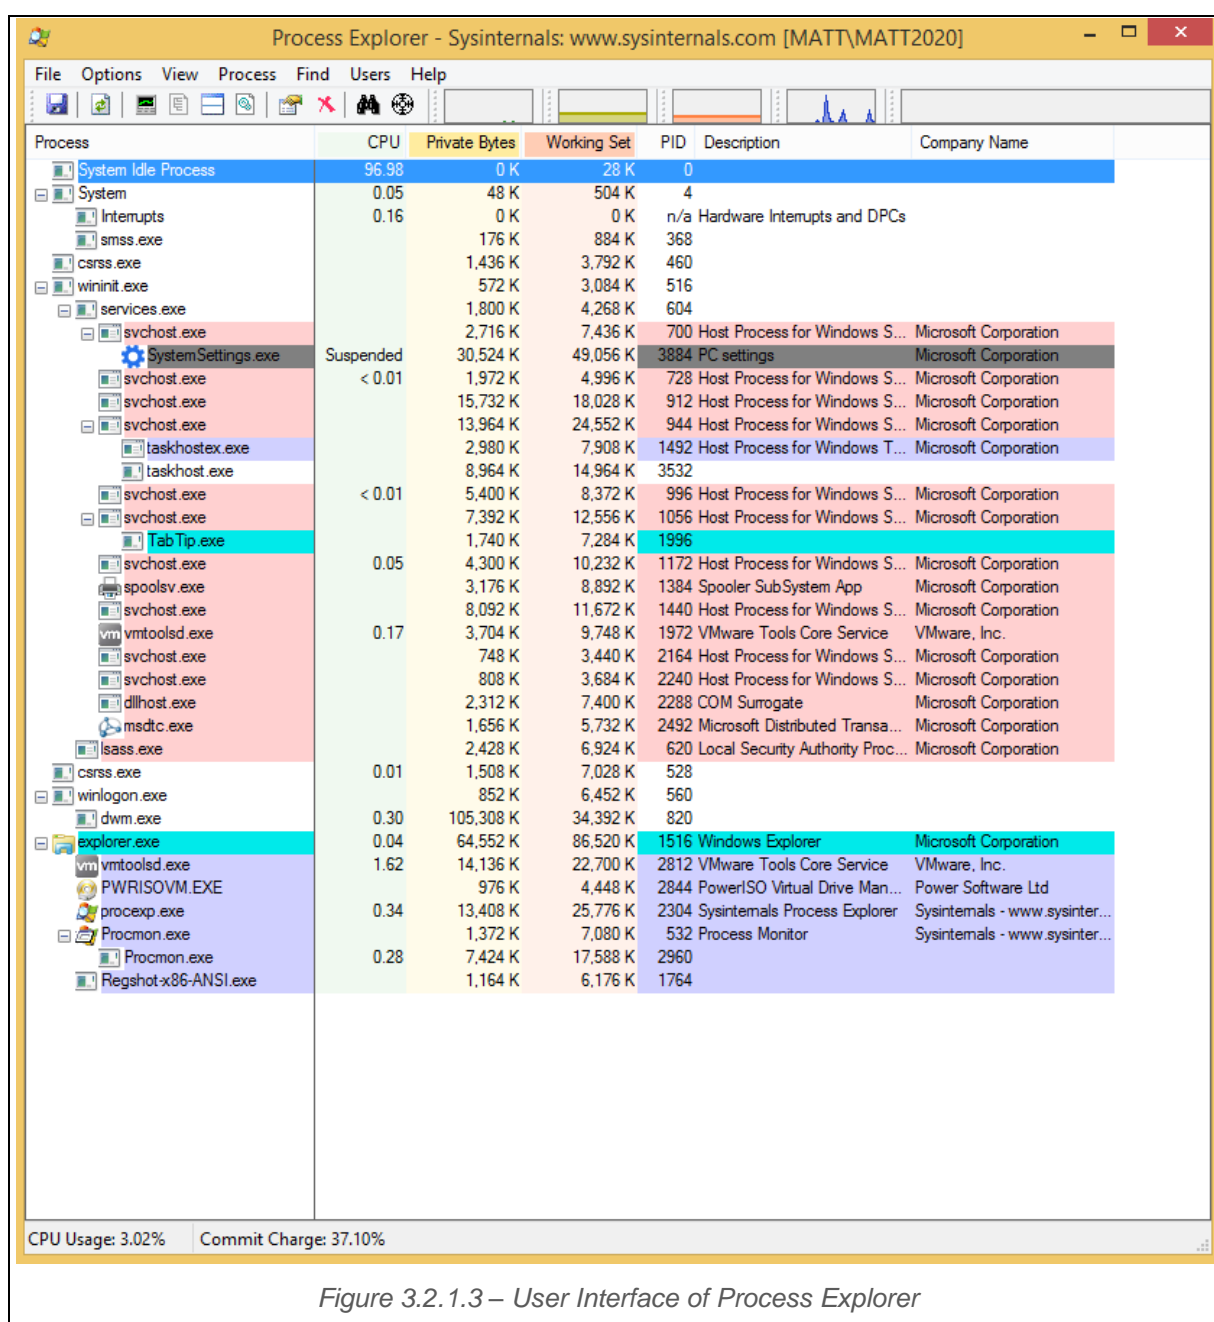 Process Explorer - Sysinternals: www.sysinternals.com [MATT\MATT2020]
File Options View Process Find Users Help
Process CPU Private Bytes Working Set PID Description Company Name
System Idle Process 96.98 0 K 28 K 0
System 0.05 48 K 504 K 4
Interrupts 0.16 0 K 0 K n/a Hardware Interrupts and DPCs
smss.exe 176 K 884 K 368
csrss.exe 1,436 K 3,792 K 460
wininit.exe 572 K 3,084 K 516
services.exe 1,800 K 4,268 K 604
svchost.exe 2,716 K 7,436 K 700 Host Process for Windows S... Microsoft Corporation
SystemSettings.exe Suspended 30,524 K 49,056 K 3884 PC settings Microsoft Corporation
svchost.exe < 0.01 1,972 K 4,996 K 728 Host Process for Windows S... Microsoft Corporation
svchost.exe 15,732 K 18,028 K 912 Host Process for Windows S... Microsoft Corporation
svchost.exe 13,964 K 24,552 K 944 Host Process for Windows S... Microsoft Corporation
taskhostex.exe 2,980 K 7,908 K 1492 Host Process for Windows T... Microsoft Corporation
taskhost.exe 8,964 K 14,964 K 3532
svchost.exe < 0.01 5,400 K 8,372 K 996 Host Process for Windows S... Microsoft Corporation
svchost.exe 7,392 K 12,556 K 1056 Host Process for Windows S... Microsoft Corporation
TabTip.exe 1,740 K 7,284 K 1996
svchost.exe 0.05 4,300 K 10,232 K 1172 Host Process for Windows S... Microsoft Corporation
spoolsv.exe 3,176 K 8,892 K 1384 Spooler SubSystem App Microsoft Corporation
svchost.exe 8,092 K 11,672 K 1440 Host Process for Windows S... Microsoft Corporation
vm vmtoolsd.exe 0.17 3,704 K 9,748 K 1972 VMware Tools Core Service VMware, Inc.
svchost.exe 748 K 3,440 K 2164 Host Process for Windows S... Microsoft Corporation
svchost.exe 808 K 3,684 K 2240 Host Process for Windows S... Microsoft Corporation
dllhost.exe 2,312 K 7,400 K 2288 COM Surrogate Microsoft Corporation
msdtc.exe 1,656 K 5,732 K 2492 Microsoft Distributed Transa... Microsoft Corporation
lsass.exe 2,428 K 6,924 K 620 Local Security Authority Proc... Microsoft Corporation
csrss.exe 0.01 1,508 K 7,028 K 528
winlogon.exe 852 K 6,452 K 560
dwm.exe 0.30 105,308 K 34,392 K 820
explorer.exe 0.04 64,552 K 86,520 K 1516 Windows Explorer Microsoft Corporation
vm vmtoolsd.exe 1.62 14,136 K 22,700 K 2812 VMware Tools Core Service VMware, Inc.
PWRISOVM.EXE 976 K 4,448 K 2844 PowerISO Virtual Drive Man... Power Software Ltd
procexp.exe 0.34 13,408 K 25,776 K 2304 Sysinternals Process Explorer Sysinternals - www.sysinter...
Procmon.exe 1,372 K 7,080 K 532 Process Monitor Sysinternals - www.sysinter...
Procmon.exe 0.28 7,424 K 17,588 K 2960
Regshot-x86-ANSI.exe 1,164 K 6,176 K 1764
CPU Usage: 3.02% Commit Charge: 37.10%
Figure 3.2.1.3 – User Interface of Process Explorer